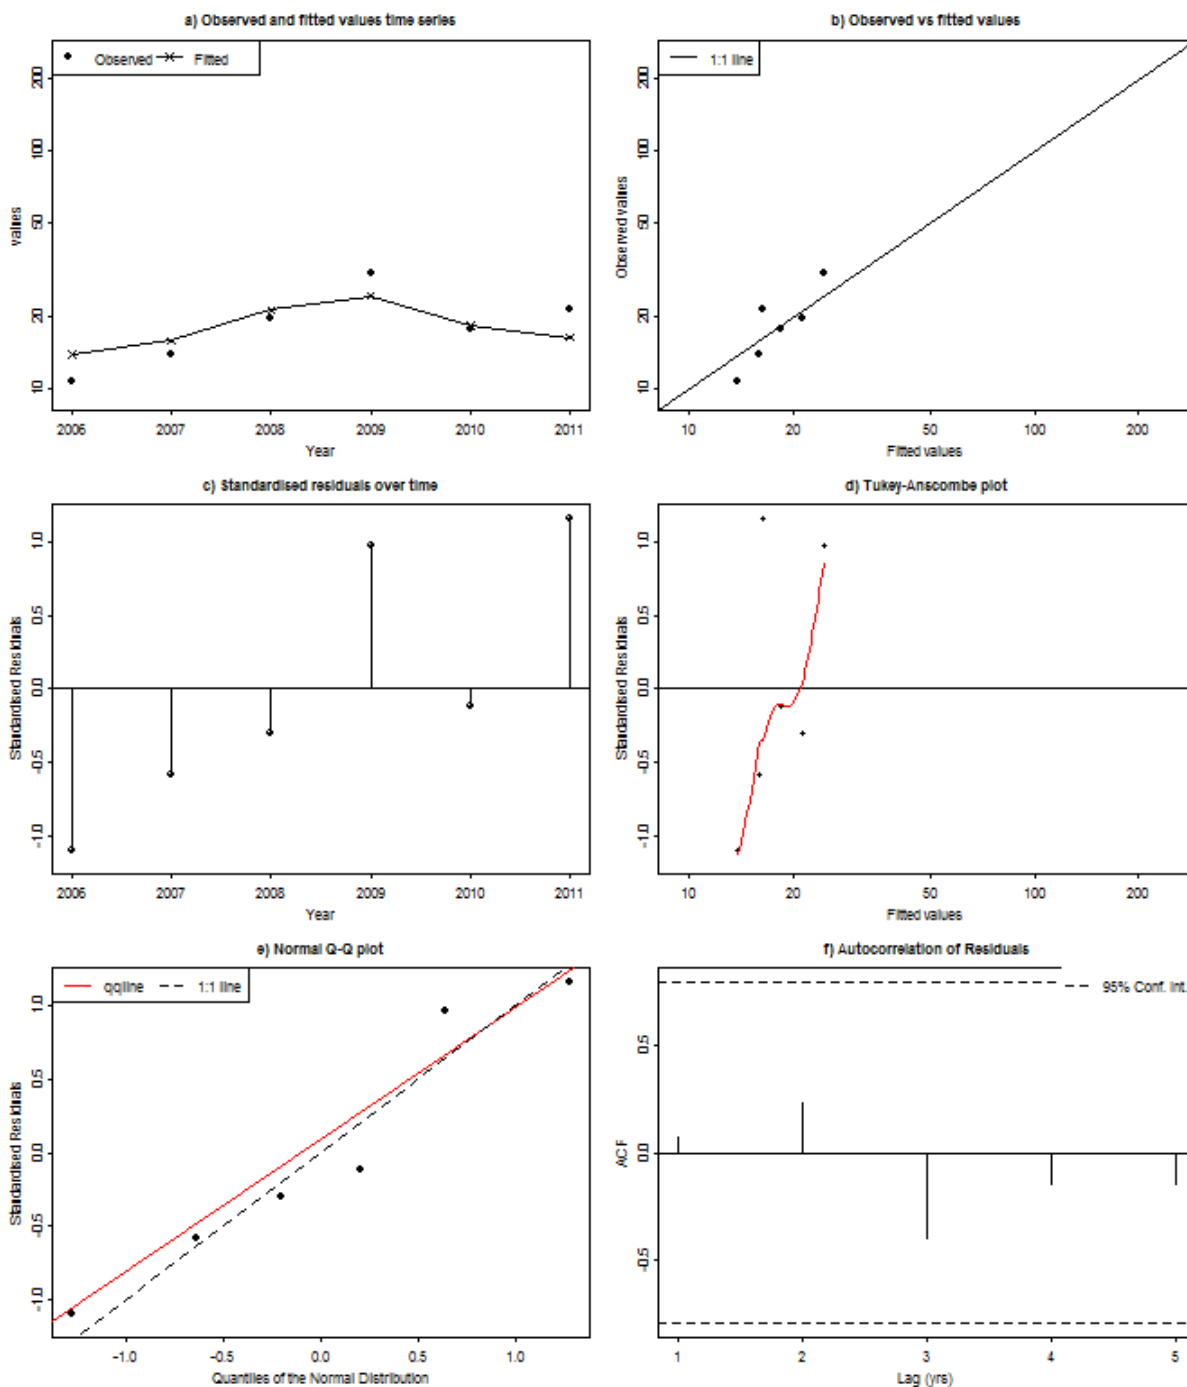 a) Observed and fitted values time series
Observed Fitted
values
200
100
50
20
10
2006 2007 2008 2009 2010 2011
Year
b) Observed vs fitted values
1:1 line
Observed values
200
100
50
20
10
10 20 50 100 200
Fitted values
c) Standardised residuals over time
Standardised Residuals
1.0
0.5
0.0
-0.5
-1.0
2006 2007 2008 2009 2010 2011
Year
d) Tukey-Anscombe plot
Standardised Residuals
1.0
0.5
0.0
-0.5
-1.0
10 20 50 100 200
Fitted values
e) Normal Q-Q plot
qqline 1:1 line
Standardised Residuals
1.0
0.5
0.0
-0.5
-1.0
-1.0 -0.5 0.0 0.5 1.0
Quantiles of the Normal Distribution
f) Autocorrelation of Residuals
95% Conf. Int.
ACF
0.5
0.0
-0.5
1 2 3 4 5
Lag (yrs)